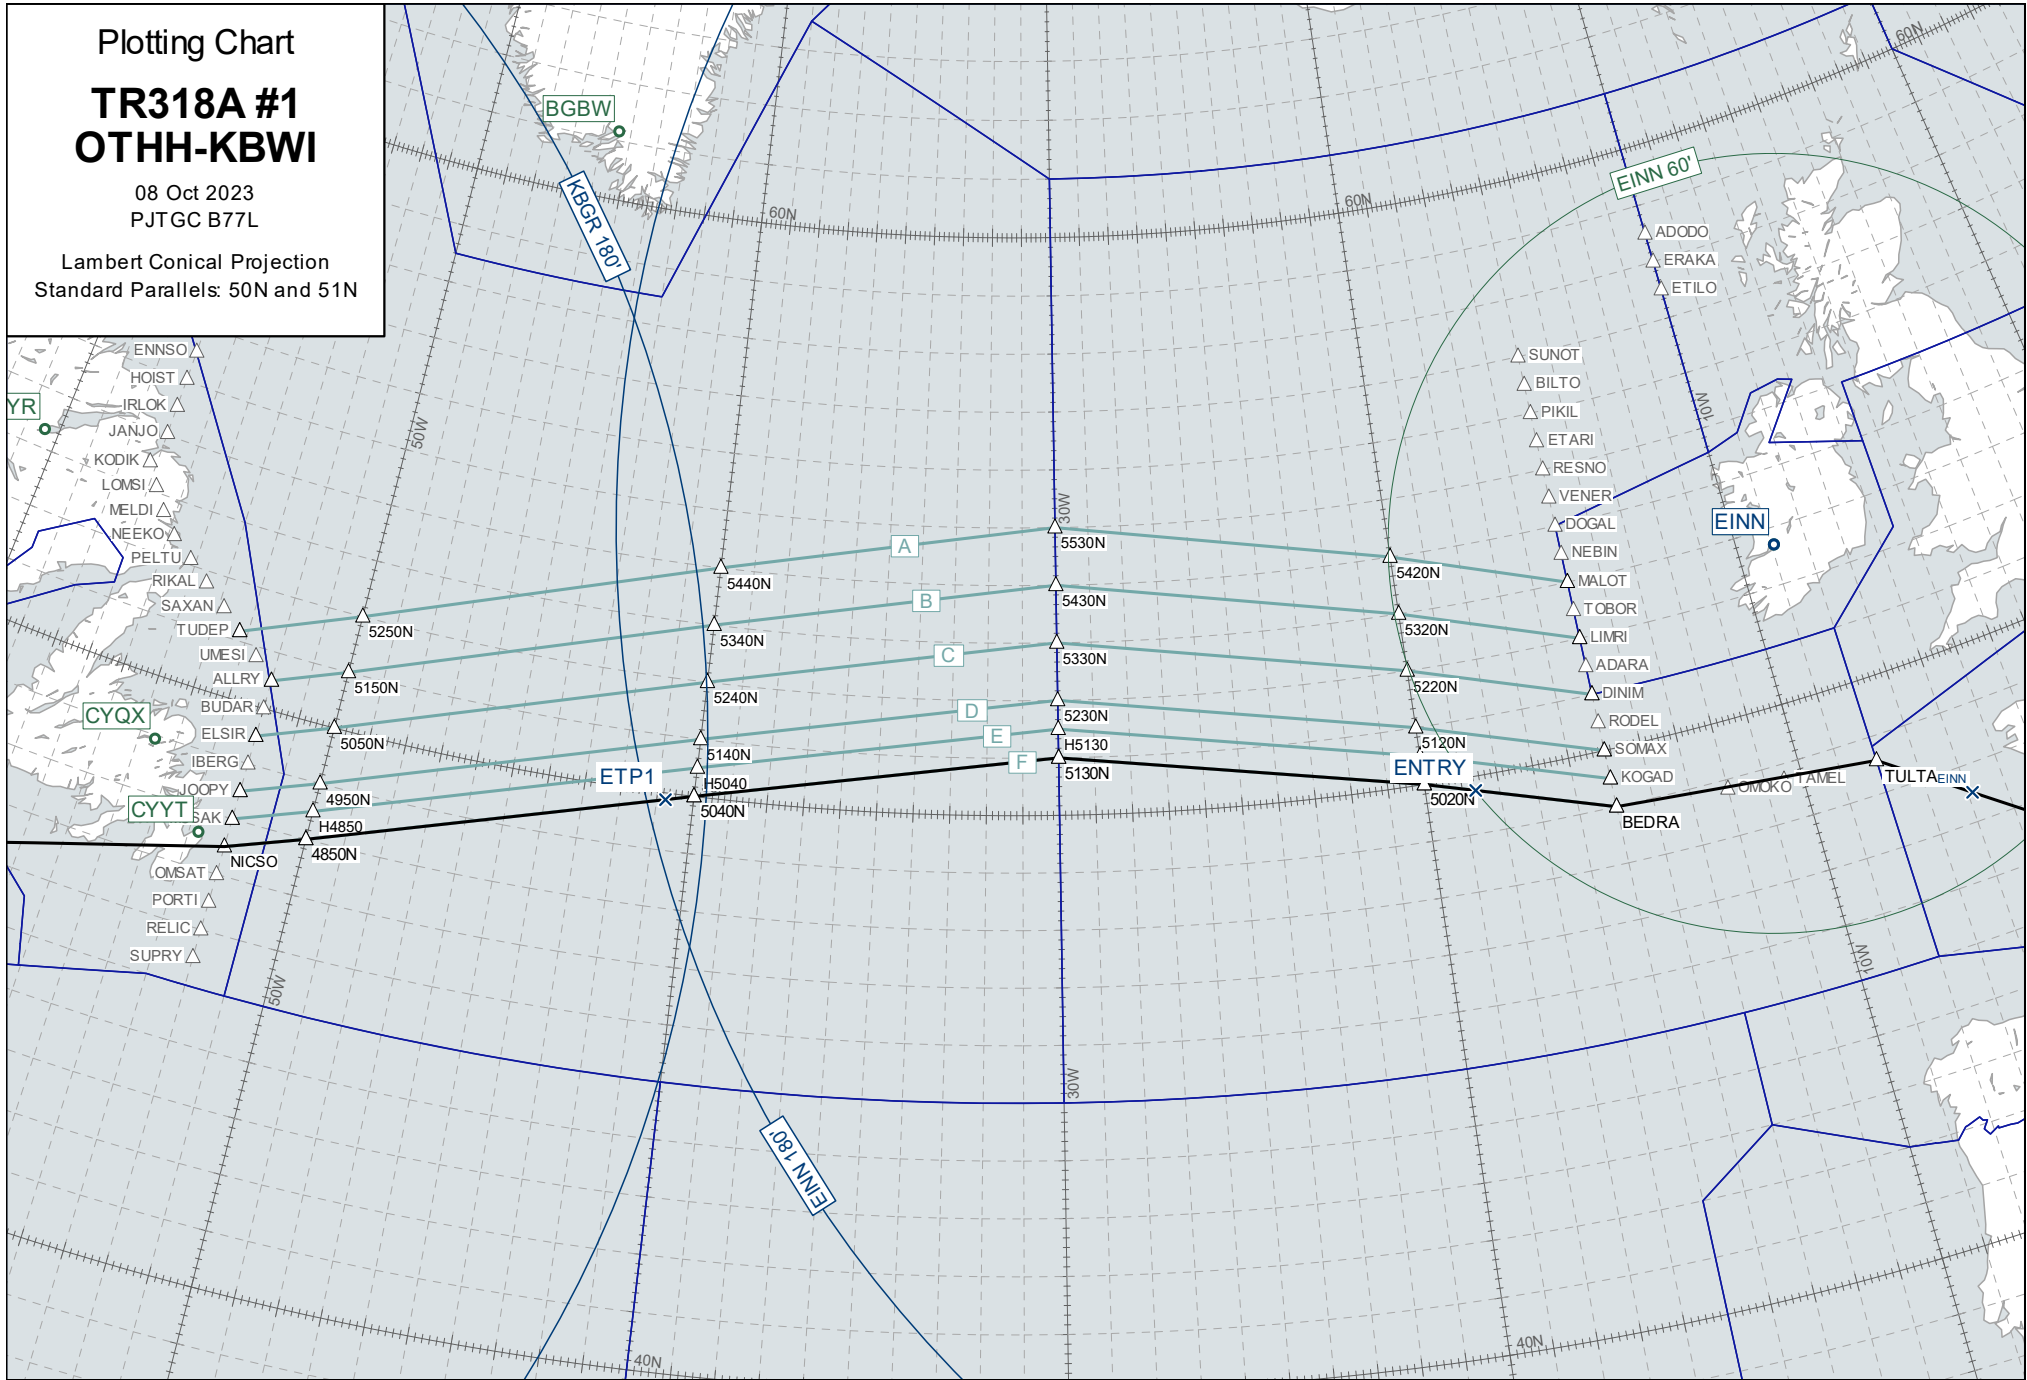 Plotting Chart
TR318A #1
OTHH-KBWI
08 Oct 2023
PJTGC B77L
Lambert Conical Projection
Standard Parallels: 50N and 51N
BGBW
KBGR 180'
60N
60N
60N
EINN 60'
ADODO
ERAKA
ETILO
ENNSO
HOIST
IRLOK
YR
JANJO
KODIK
LOMSI
MELDI
NEEKO
PELTU
RIKAL
SAXAN
TUDEP
UMESI
ALLRY
BUDAR
CYQX
ELSIR
IBERG
JOOPY
CYYT
SAK
NICSO
OMSAT
PORTI
RELIC
SUPRY
50W
50W
30W
30W
10W
10W
SUNOT
BILTO
PIKIL
ETARI
RESNO
VENER
DOGAL
NEBIN
MALOT
TOBOR
LIMRI
ADARA
DINIM
RODEL
SOMAX
KOGAD
EINN
A
B
C
D
E
F
5250N
5440N
5530N
5420N
5150N
5340N
5430N
5320N
5050N
5240N
5330N
5220N
4950N
5140N
5230N
5120N
H4850
H5040
H5130
4850N
5040N
5130N
5020N
ETP1
ENTRY
BEDRA
OMOKO
TAMEL
TULTA
EINN
EINN 180'
40N
40N